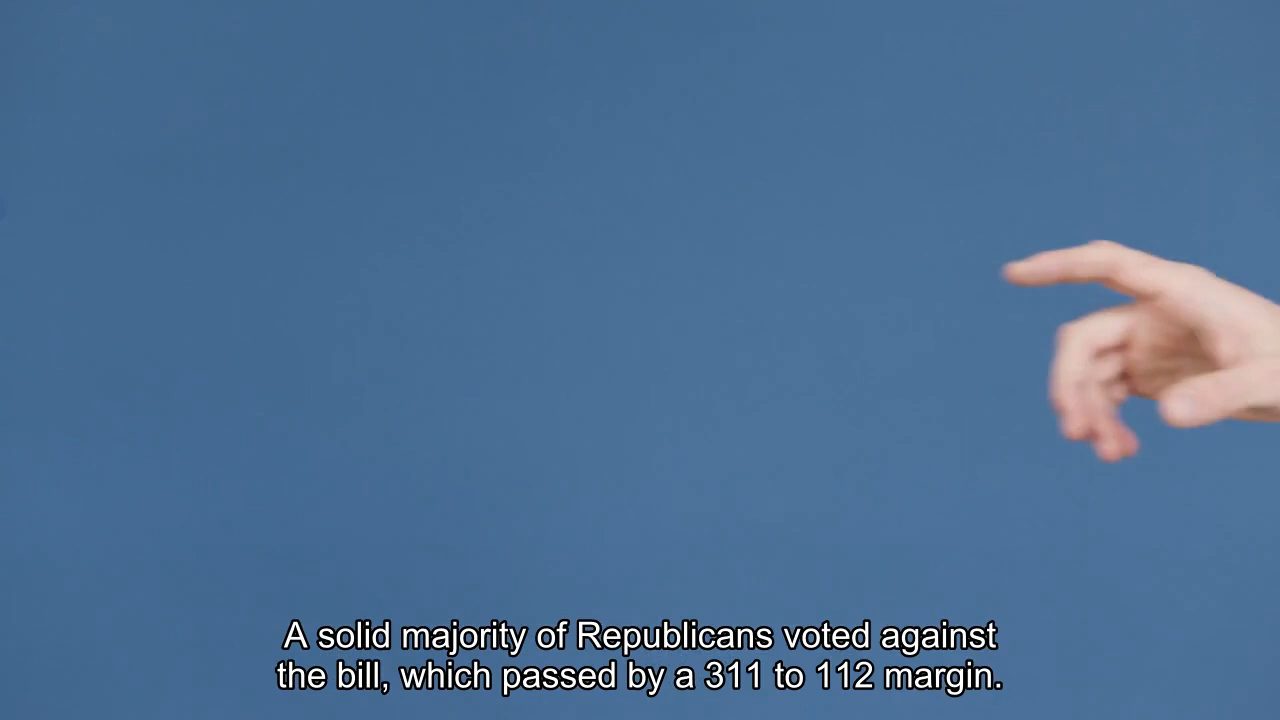 A solid majority of Republicans voted against
the bill, which passed by a 311 to 112 margin.